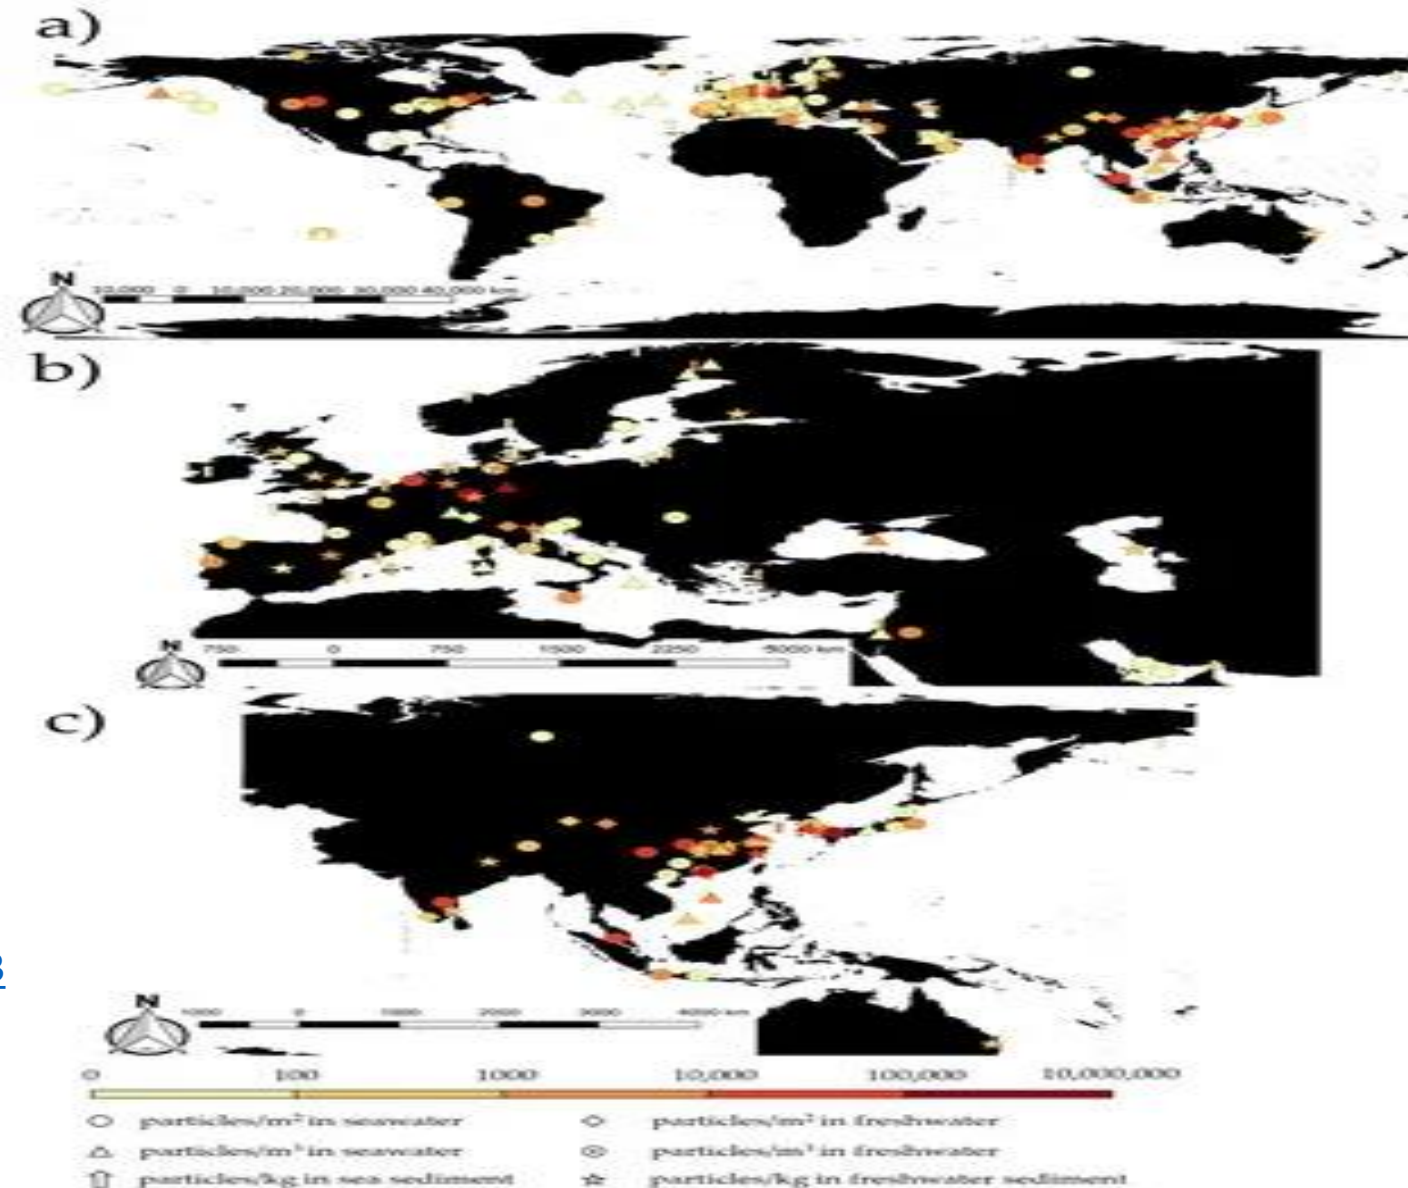 a)
N
10,000 0 10,000 20,000 30,000 40,000 km
b)
N
750 0 750 1500 2250 3000 km
c)
N
1000 0 1000 2000 3000 4000 km
0 100 1000 10,000 100,000 10,000,000
particles/m² in seawater particles/m² in freshwater
particles/m³ in seawater particles/m³ in freshwater
particles/kg in sea sediment particles/kg in freshwater sediment